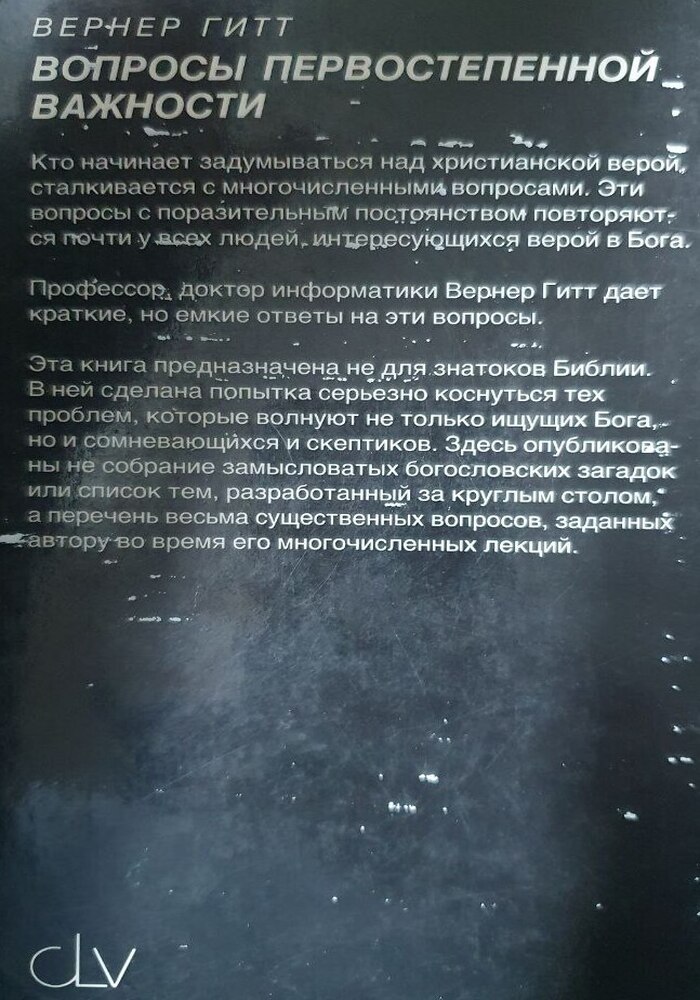 ВЕРНЕР ГИТТ
ВОПРОСЫ ПЕРВОСТЕПЕННОЙ
ВАЖНОСТИ
Кто начинает задумываться над христианской верой,
сталкивается с многочисленными вопросами. Эти
вопросы с поразительным постоянством повторяют-
ся почти у всех людей, интересующихся верой в Бога.
Профессор, доктор информатики Вернер Гитт дает
краткие, но емкие ответы на эти вопросы.
Эта книга предназначена не для знатоков Библии.
В ней сделана попытка серьезно коснуться тех
проблем, которые волнуют не только ищущих Бога,
но и сомневающихся и скептиков. Здесь опубликова-
ны не собрание замысловатых богословских загадок
или список тем, разработанный за круглым столом,
а перечень весьма существенных вопросов, заданных
автору во время его многочисленных лекций.
CLV